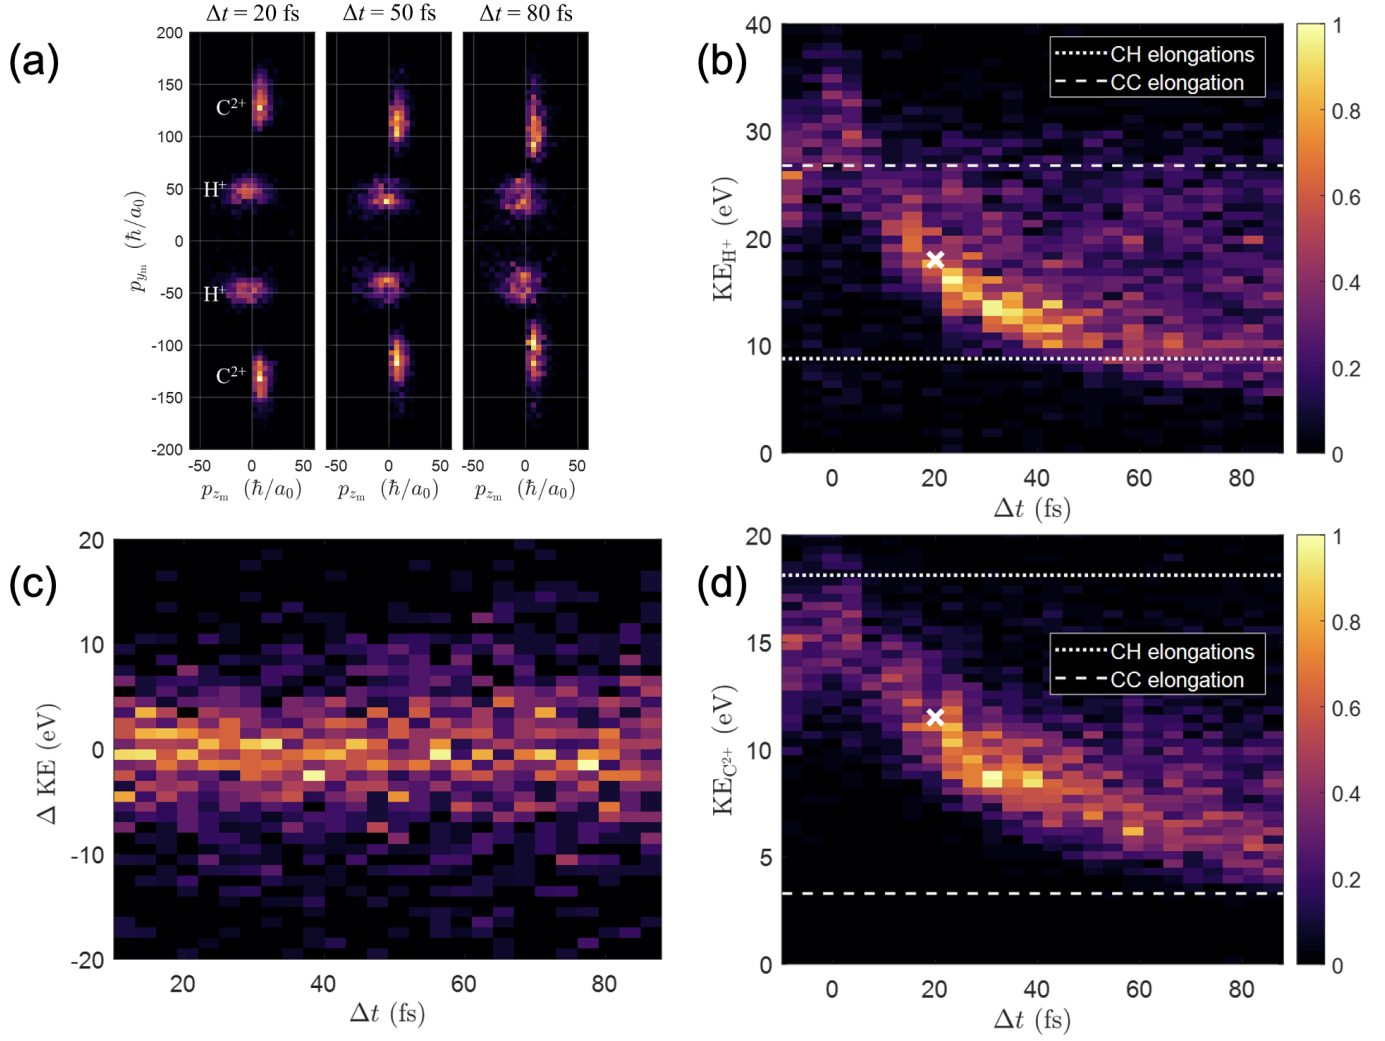 (a)
Δt = 20 fs Δt = 50 fs Δt = 80 fs
200
150
100
50
0
-50
-100
-150
-200
C²⁺
H⁺
H⁺
C²⁺
p_{y_m} (ħ/a₀)
-50 0 50 -50 0 50 -50 0 50
p_{z_m} (ħ/a₀) p_{z_m} (ħ/a₀) p_{z_m} (ħ/a₀)
(b)
40
30
20
10
0
KE_{H⁺} (eV)
CH elongations
CC elongation
0 20 40 60 80
Δt (fs)
1
0.8
0.6
0.4
0.2
0
(c)
20
10
0
-10
-20
Δ KE (eV)
20 40 60 80
Δt (fs)
(d)
20
15
10
5
0
KE_{C²⁺} (eV)
CH elongations
CC elongation
0 20 40 60 80
Δt (fs)
1
0.8
0.6
0.4
0.2
0